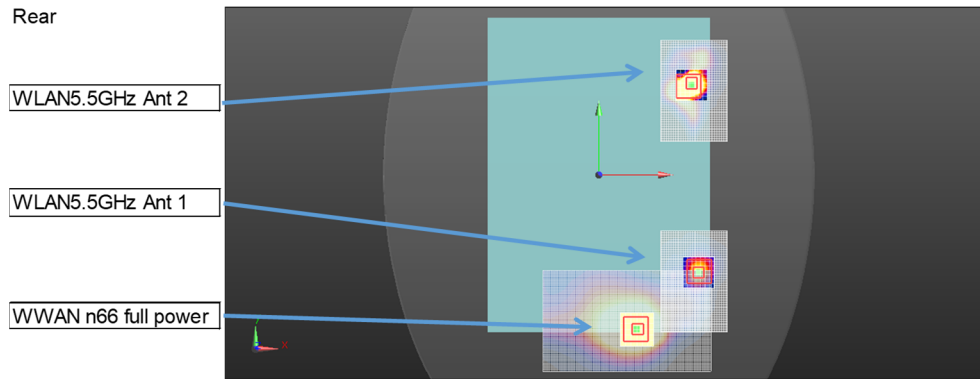 Rear
WLAN5.5GHz Ant 2
WLAN5.5GHz Ant 1
WWAN n66 full power
X